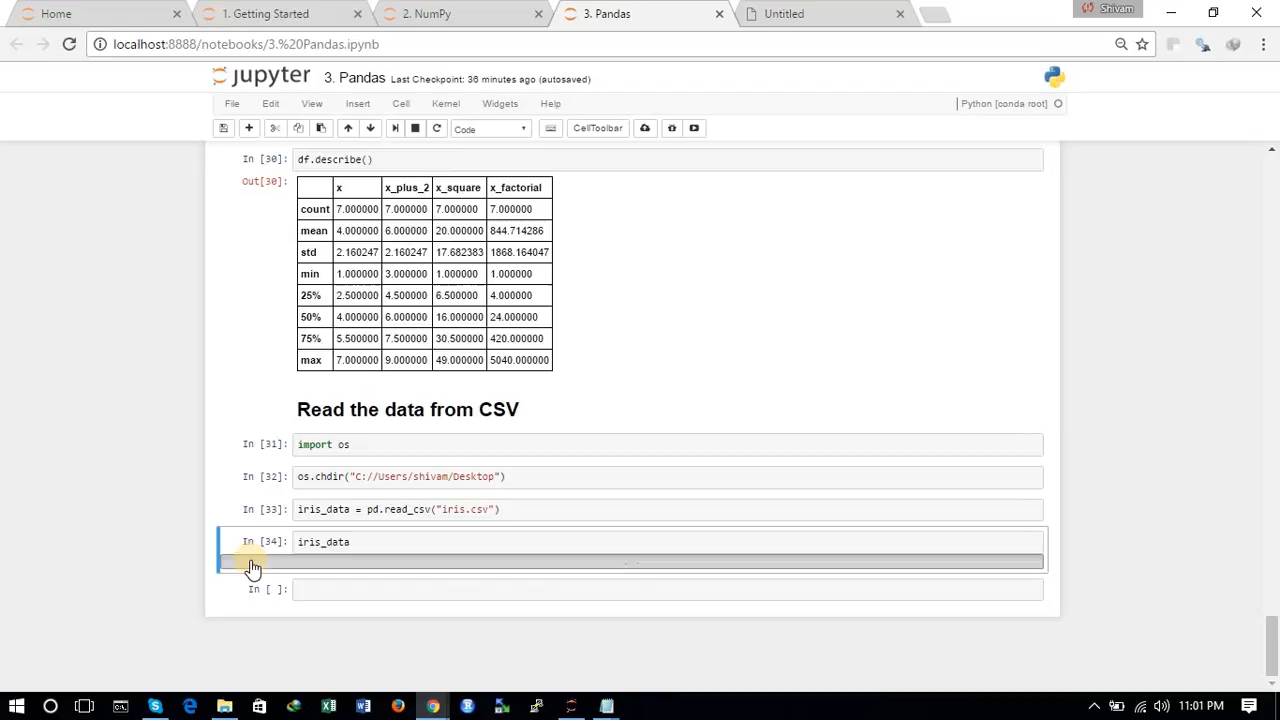 Home
1. Getting Started
2. NumPy
3. Pandas
Untitled
Shivam
localhost:8888/notebooks/3.%20Pandas.ipynb
jupyter 3. Pandas Last Checkpoint: 36 minutes ago (autosaved)
File Edit View Insert Cell Kernel Widgets Help Python [conda root]
Code CellToolbar
In [30]: df.describe()
Out[30]:
x x_plus_2 x_square x_factorial
count 7.000000 7.000000 7.000000 7.000000
mean 4.000000 6.000000 20.000000 844.714286
std 2.160247 2.160247 17.682383 1868.164047
min 1.000000 3.000000 1.000000 1.000000
25% 2.500000 4.500000 6.500000 4.000000
50% 4.000000 6.000000 16.000000 24.000000
75% 5.500000 7.500000 30.500000 420.000000
max 7.000000 9.000000 49.000000 5040.000000
Read the data from CSV
In [31]: import os
In [32]: os.chdir("C://Users/shivam/Desktop")
In [33]: iris_data = pd.read_csv("iris.csv")
In [34]: iris_data
In [ ]:
11:01 PM